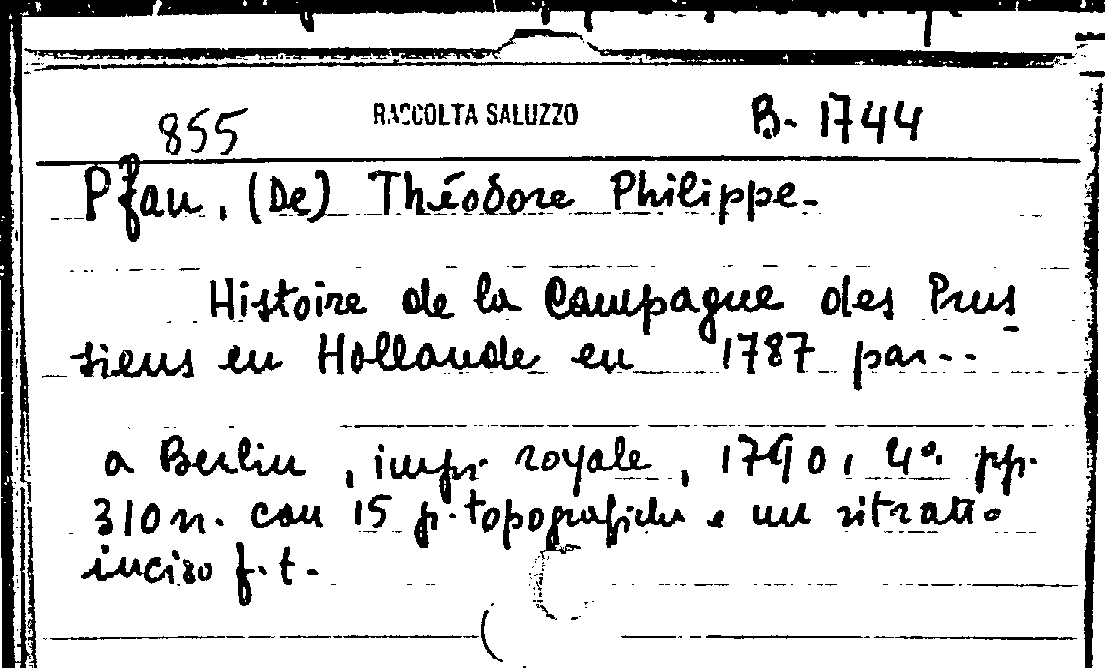 855 RACCOLTA SALUZZO B. 1744
Pfau, (De) Théodore Philippe.
Histoire de la Campagne des Prus
siens en Hollande en 1787 par..
a Berlin, impr. royale, 1790, 4°. pp.
310 n. con 15 p. topografiche e un ritratto
inciso f.t.